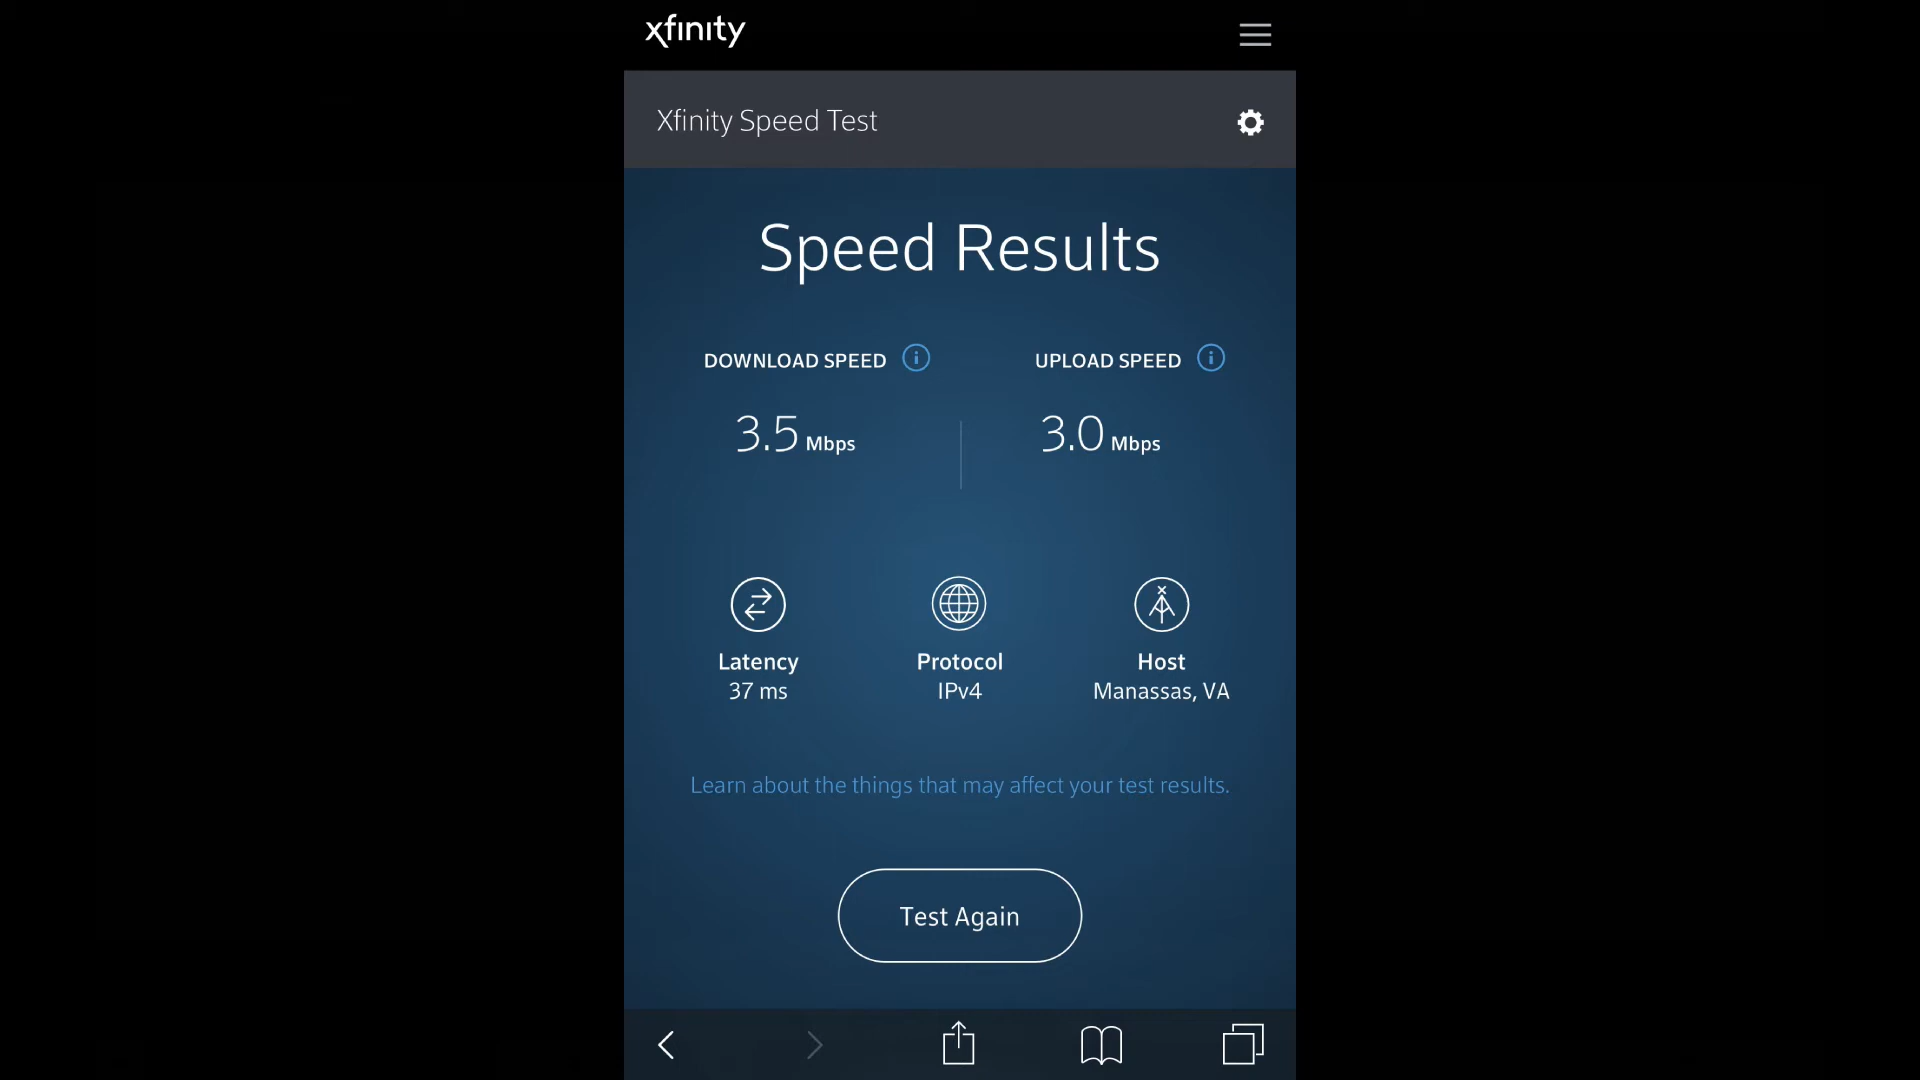 xfinity
Xfinity Speed Test
Speed Results
DOWNLOAD SPEED i UPLOAD SPEED i
3.5 Mbps 3.0 Mbps
Latency Protocol Host
37 ms IPv4 Manassas, VA
Learn about the things that may affect your test results.
Test Again